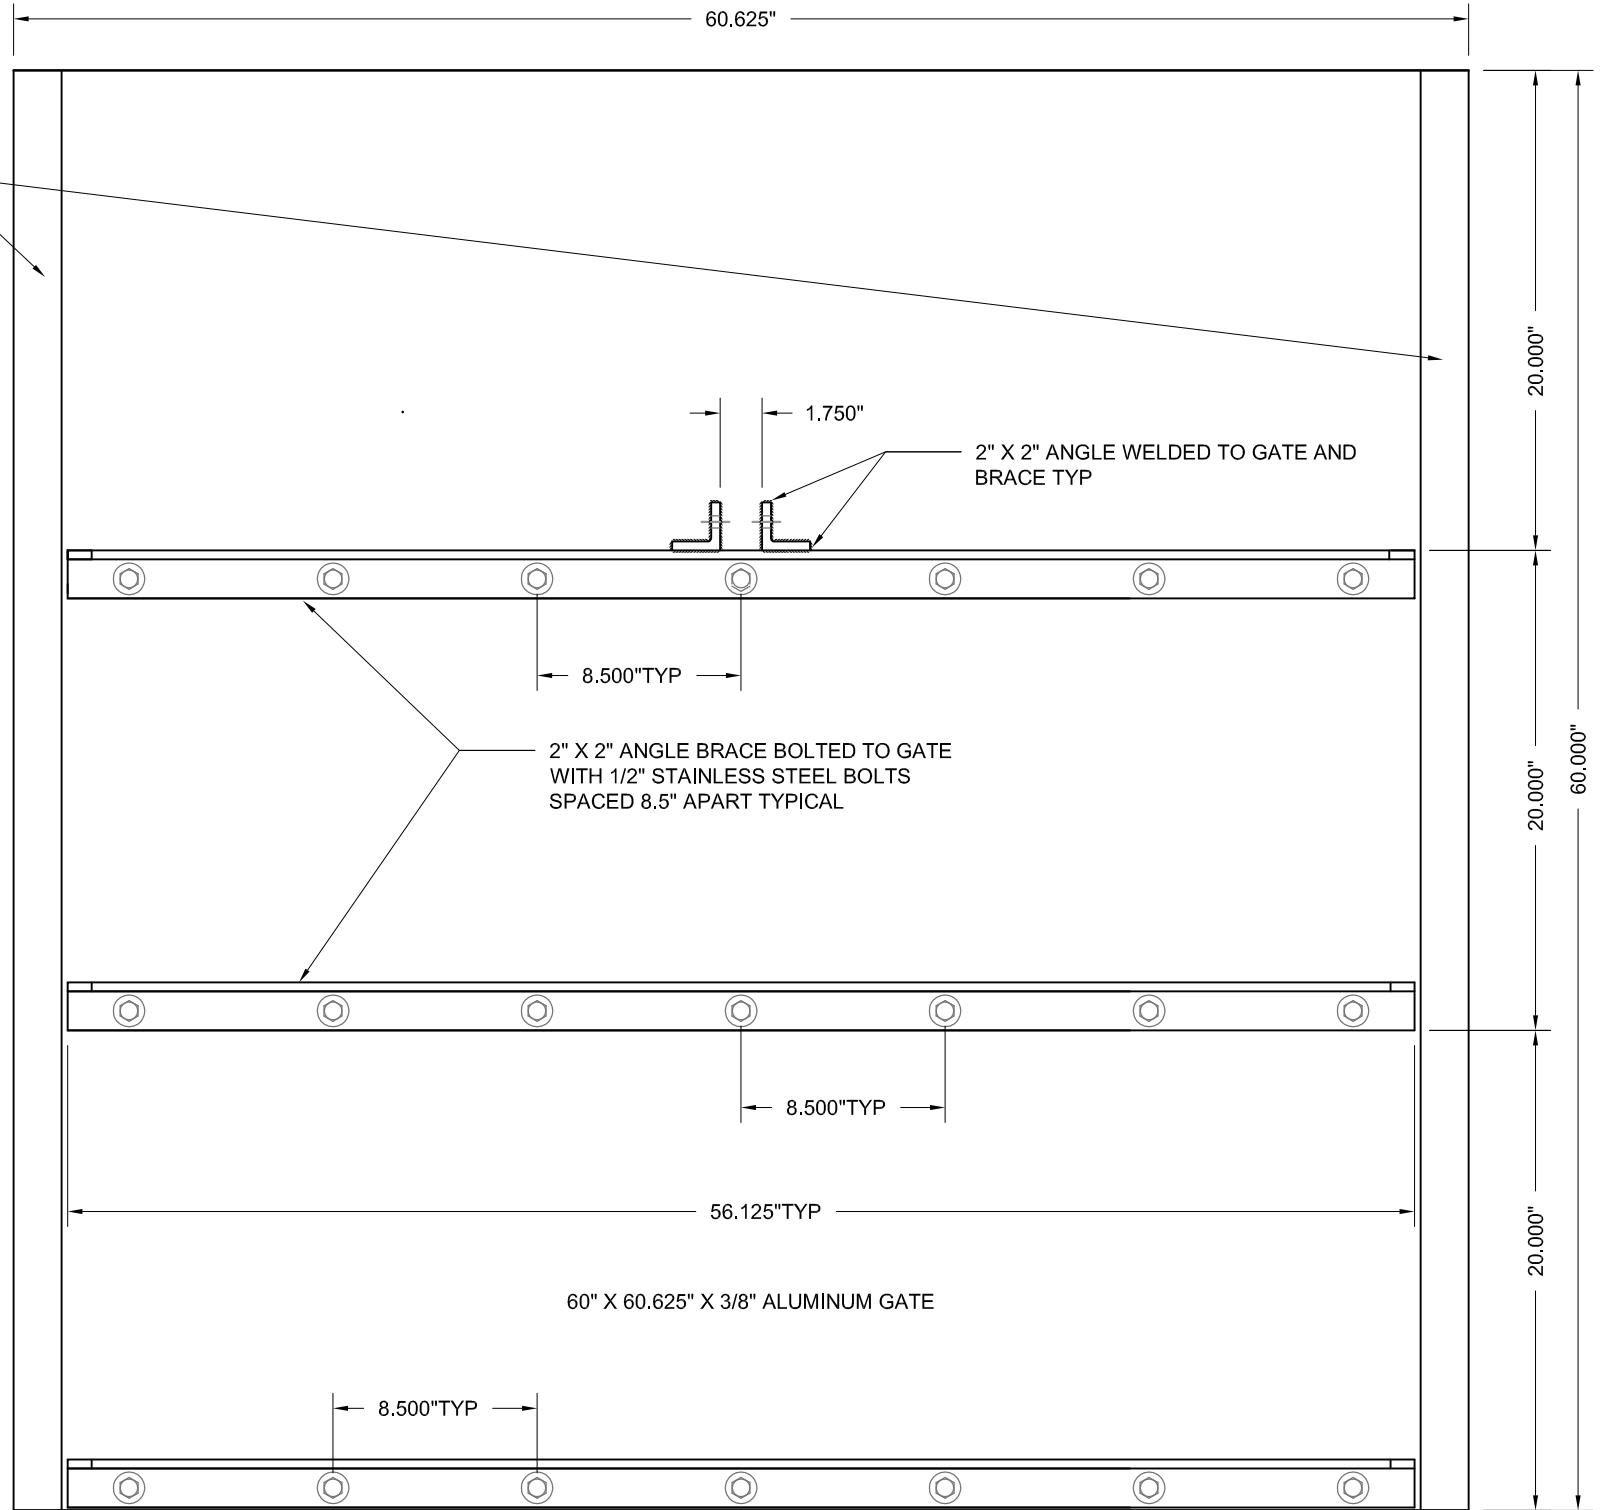 60.625"
20.000"
1.750"
2" X 2" ANGLE WELDED TO GATE AND
BRACE TYP
8.500"TYP
2" X 2" ANGLE BRACE BOLTED TO GATE
WITH 1/2" STAINLESS STEEL BOLTS
SPACED 8.5" APART TYPICAL
20.000"
60.000"
8.500"TYP
56.125"TYP
20.000"
60" X 60.625" X 3/8" ALUMINUM GATE
8.500"TYP